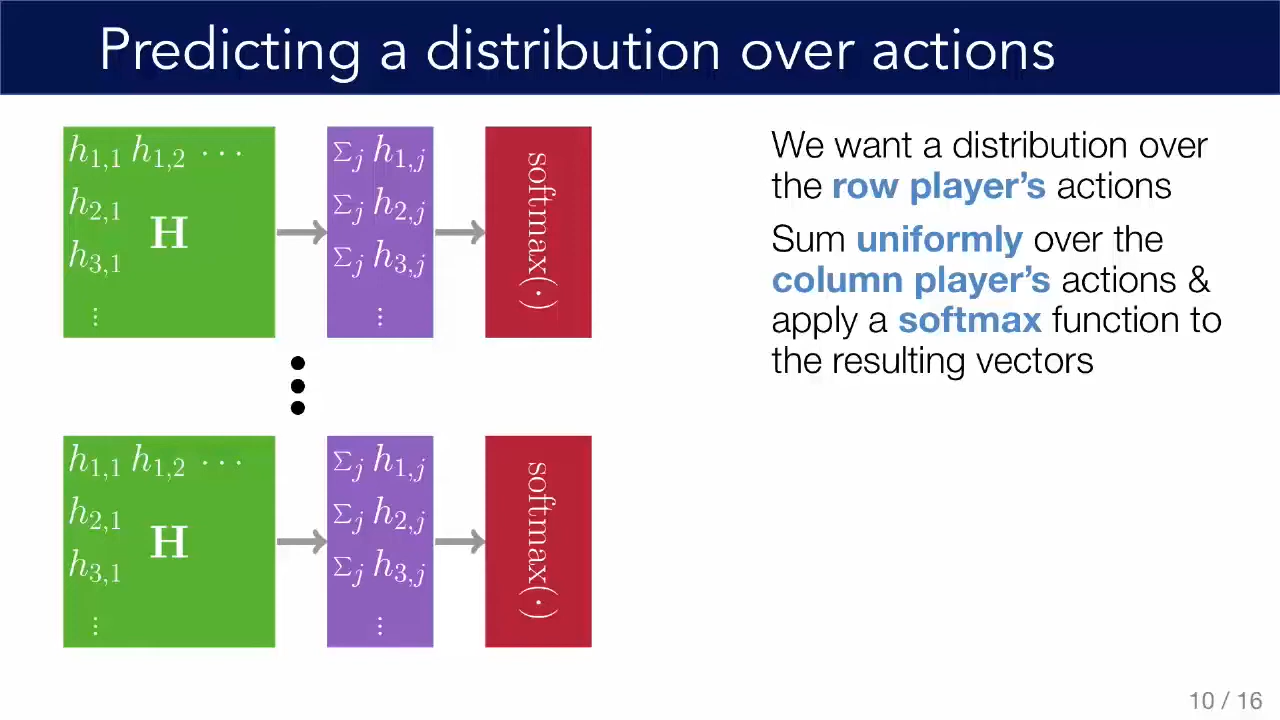 Predicting a distribution over actions
h_{1,1} h_{1,2} ⋯
h_{2,1}
H
h_{3,1}
⋮
Σ_j h_{1,j}
Σ_j h_{2,j}
Σ_j h_{3,j}
⋮
softmax(·)
h_{1,1} h_{1,2} ⋯
h_{2,1}
H
h_{3,1}
⋮
Σ_j h_{1,j}
Σ_j h_{2,j}
Σ_j h_{3,j}
⋮
softmax(·)
We want a distribution over
the row player's actions
Sum uniformly over the
column player's actions &
apply a softmax function to
the resulting vectors
10 / 16